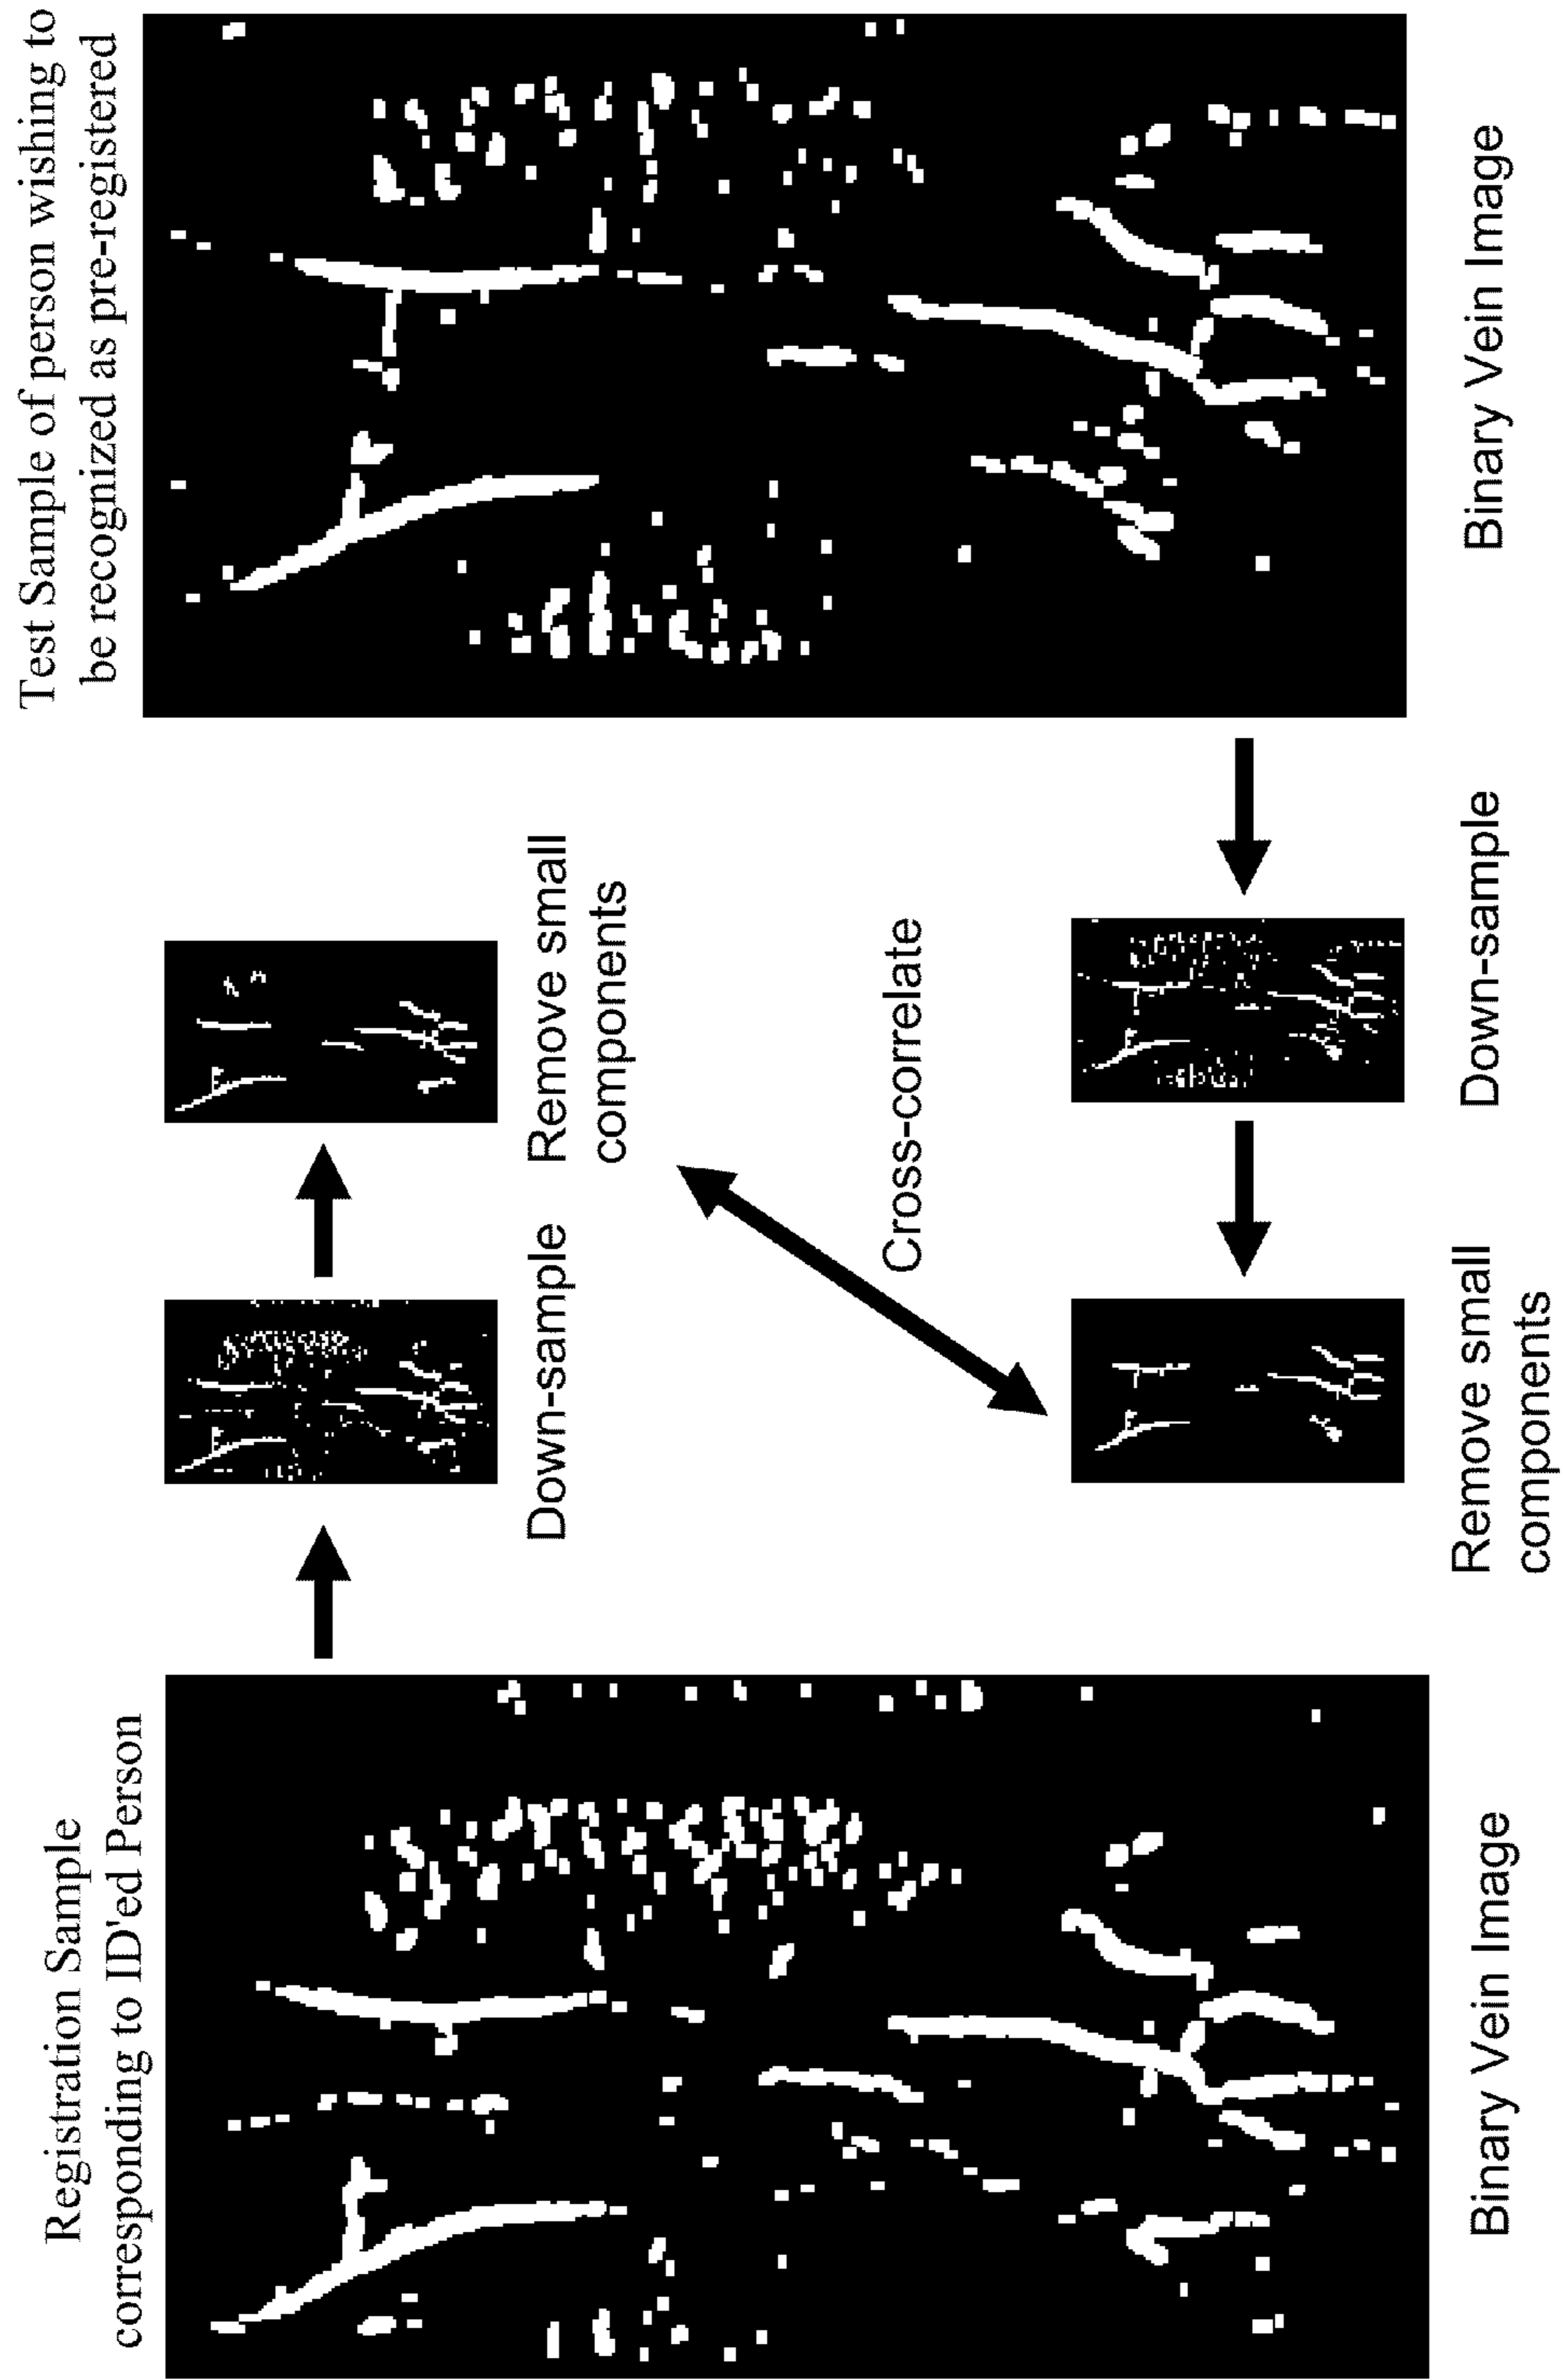 Registration Sample
corresponding to ID'ed Person
Binary Vein Image
Down-sample
Remove small
components
Cross-correlate
Remove small
components
Down-sample
Test Sample of person wishing to
be recognized as pre-registered
Binary Vein Image